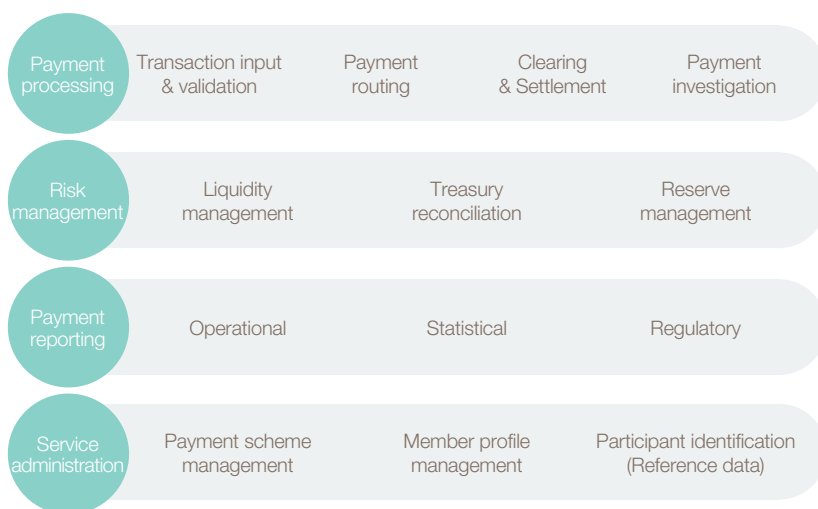 Payment
processing
Transaction input
& validation
Payment
routing
Clearing
& Settlement
Payment
investigation
Risk
management
Liquidity
management
Treasury
reconciliation
Reserve
management
Payment
reporting
Operational
Statistical
Regulatory
Service
administration
Payment scheme
management
Member profile
management
Participant identification
(Reference data)